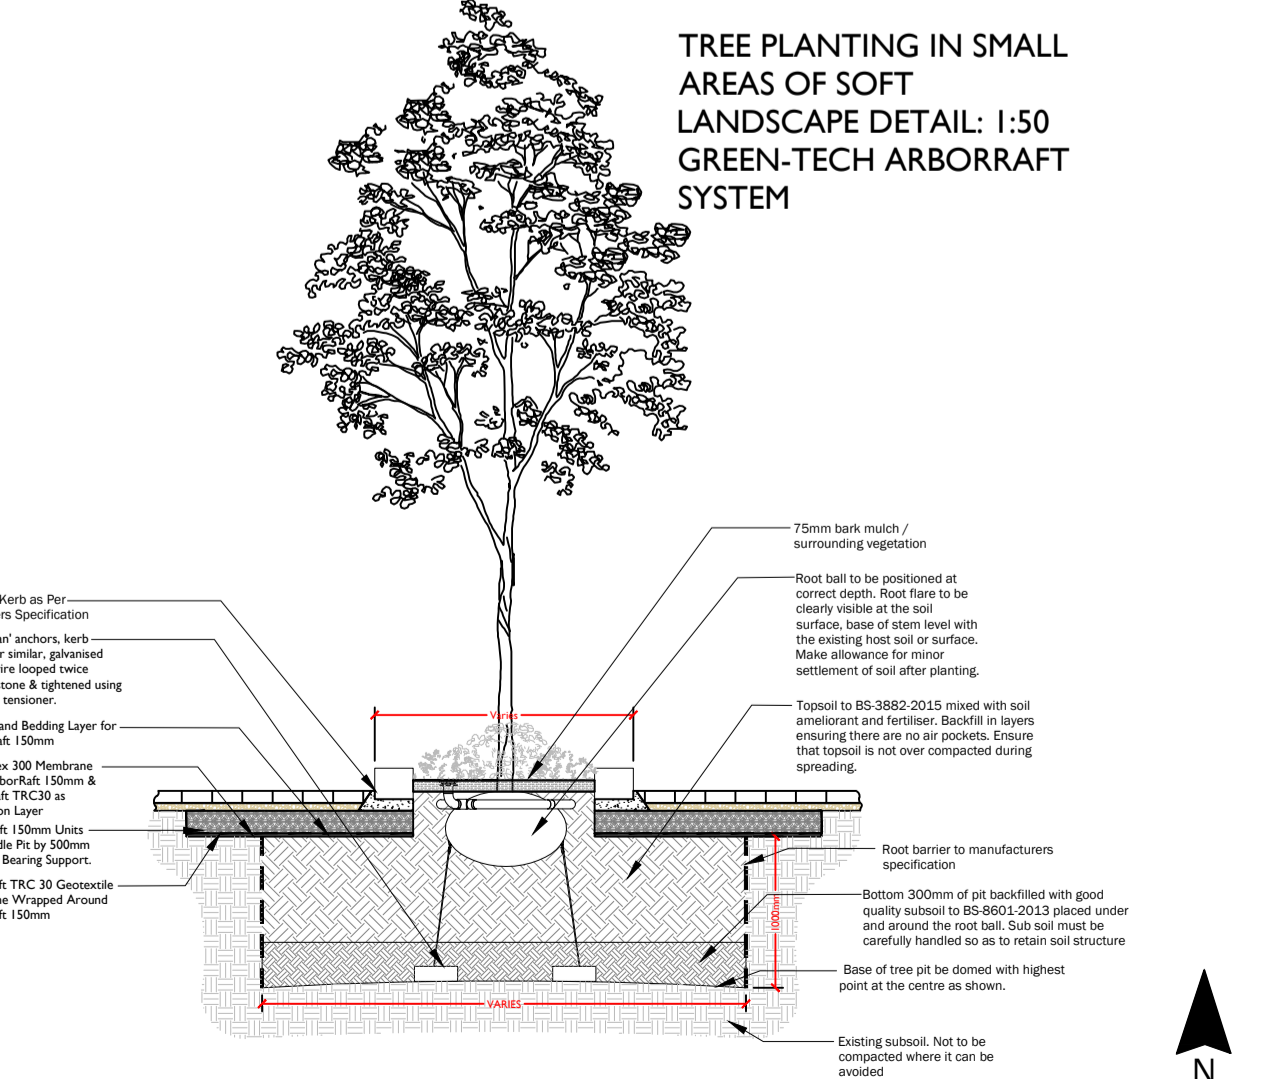 TREE PLANTING IN SMALL
AREAS OF SOFT
LANDSCAPE DETAIL: 1:50
GREEN-TECH ARBORRAFT
SYSTEM
75mm bark mulch /
surrounding vegetation
Root ball to be positioned at
correct depth. Root flare to be
clearly visible at the soil
surface, base of stem level with
the existing host soil or surface.
Make allowance for minor
settlement of soil after planting.
Topsoil to BS-3882-2015 mixed with soil
ameliorant and fertiliser. Backfill in layers
ensuring there are no air pockets. Ensure
that topsoil is not over compacted during
spreading.
Root barrier to manufacturers
specification
Bottom 300mm of pit backfilled with good
quality subsoil to BS-8601-2013 placed under
and around the root ball. Sub soil must be
carefully handled so as to retain soil structure
Base of tree pit be domed with highest
point at the centre as shown.
Existing subsoil. Not to be
compacted where it can be
avoided
Kerb as Per
rs Specification
an' anchors, kerb
r similar, galvanised
ire looped twice
stone & tightened using
tensioner.
and Bedding Layer for
aft 150mm
ex 300 Membrane
borRaft 150mm &
aft TRC30 as
on Layer
ft 150mm Units
dle Pit by 500mm
Bearing Support.
ft TRC 30 Geotextile
ne Wrapped Around
ft 150mm
Varies
1000mm
VARIES
N